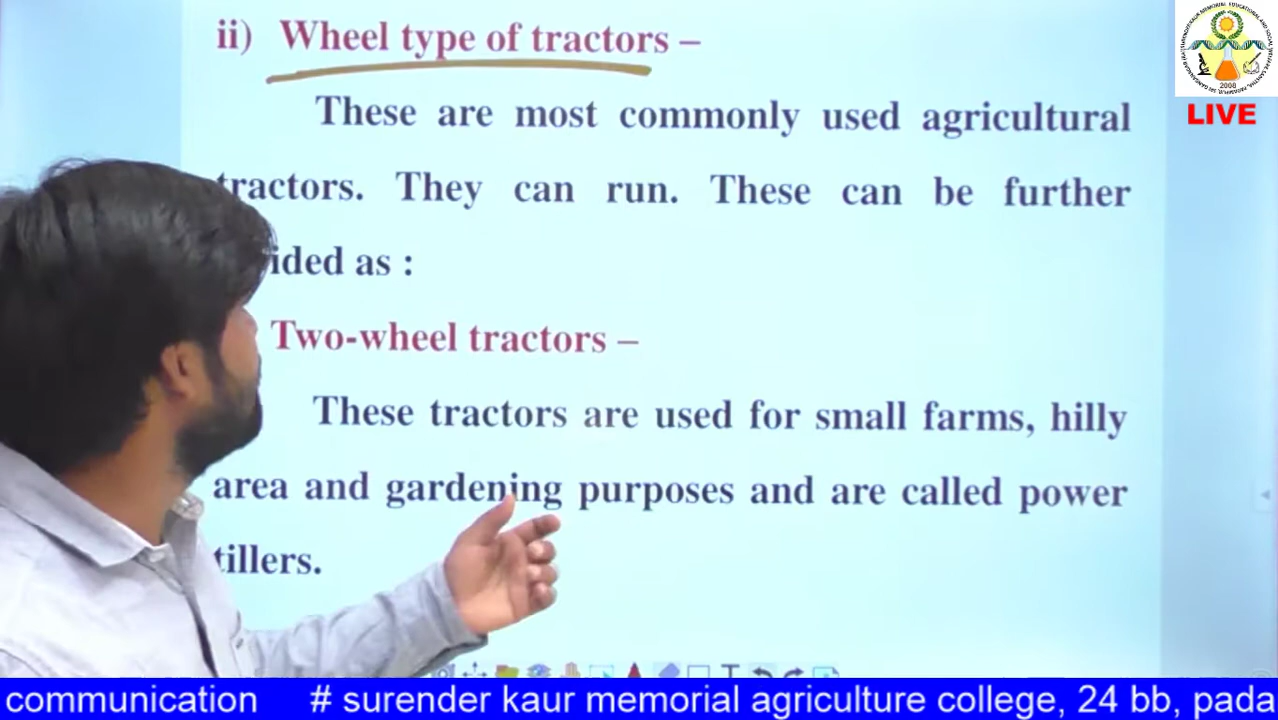 ii) Wheel type of tractors –
These are most commonly used agricultural
tractors. They can run. These can be further
ided as :
Two-wheel tractors –
These tractors are used for small farms, hilly
area and gardening purposes and are called power
tillers.
2008
LIVE
communication # surender kaur memorial agriculture college, 24 bb, pada